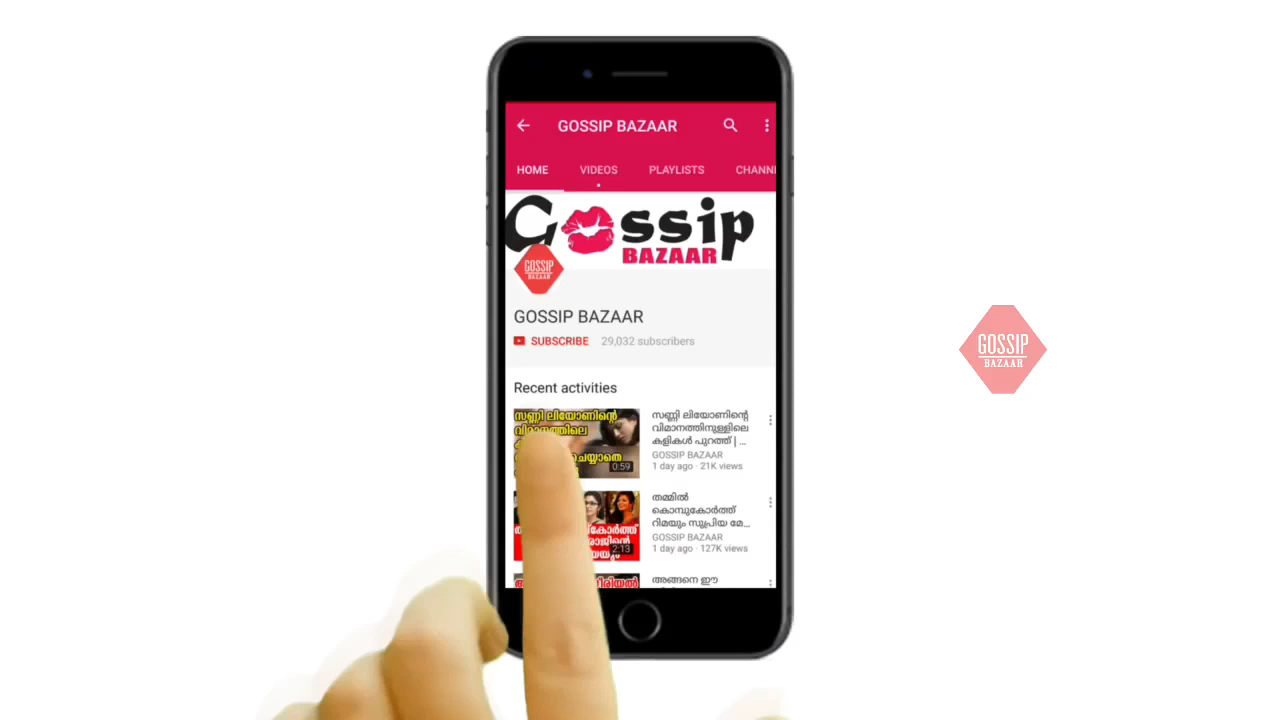 GOSSIP BAZAAR
HOME VIDEOS PLAYLISTS CHANN
Gossip
BAZAAR
GOSSIP
BAZAAR
GOSSIP BAZAAR
SUBSCRIBE 29,032 subscribers
Recent activities
സണ്ണി ലിയോണിന്റെ
വിമാനത്തിലെ
ചെയ്യാതെ
0:59
സണ്ണി ലിയോണിന്റെ
വിമാനത്തിനുള്ളിലെ
കളികൾ പുറത്ത് | ...
GOSSIP BAZAAR
1 day ago · 21K views
2:13
തമ്മിൽ
കൊമ്പുകോർത്ത്
റിമയും സുപ്രിയ മേ...
GOSSIP BAZAAR
1 day ago · 127K views
അങ്ങനെ ഈ
GOSSIP
BAZAAR